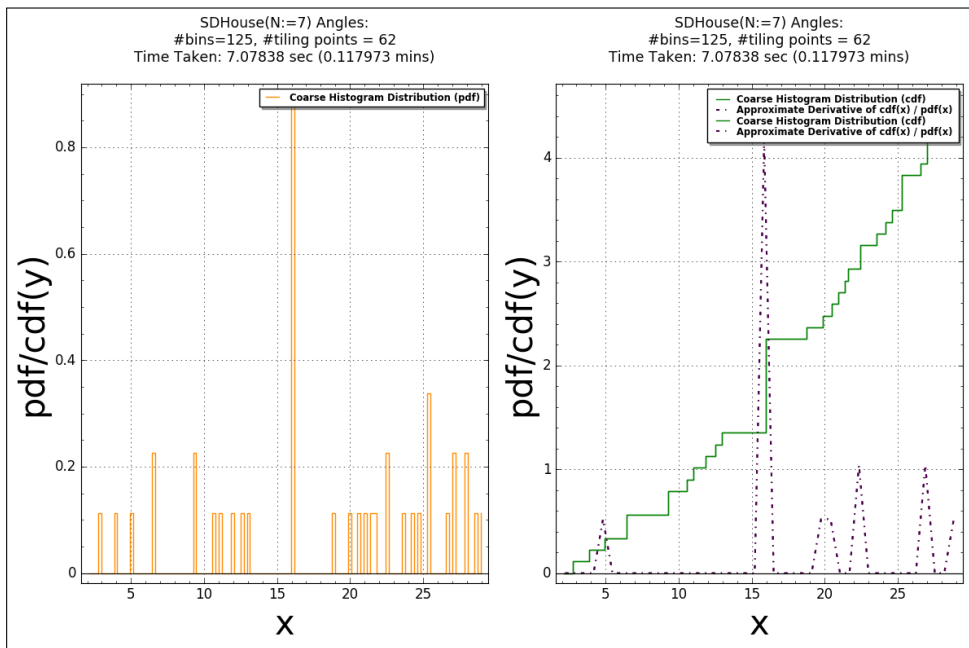 SDHouse(N:=7) Angles:
#bins=125, #tiling points = 62
Time Taken: 7.07838 sec (0.117973 mins)
Coarse Histogram Distribution (pdf)
0.8
0.6
0.4
0.2
0
5 10 15 20 25
x
pdf/cdf(y)
SDHouse(N:=7) Angles:
#bins=125, #tiling points = 62
Time Taken: 7.07838 sec (0.117973 mins)
Coarse Histogram Distribution (cdf)
Approximate Derivative of cdf(x) / pdf(x)
Coarse Histogram Distribution (cdf)
Approximate Derivative of cdf(x) / pdf(x)
4
3
2
1
0
5 10 15 20 25
x
pdf/cdf(y)